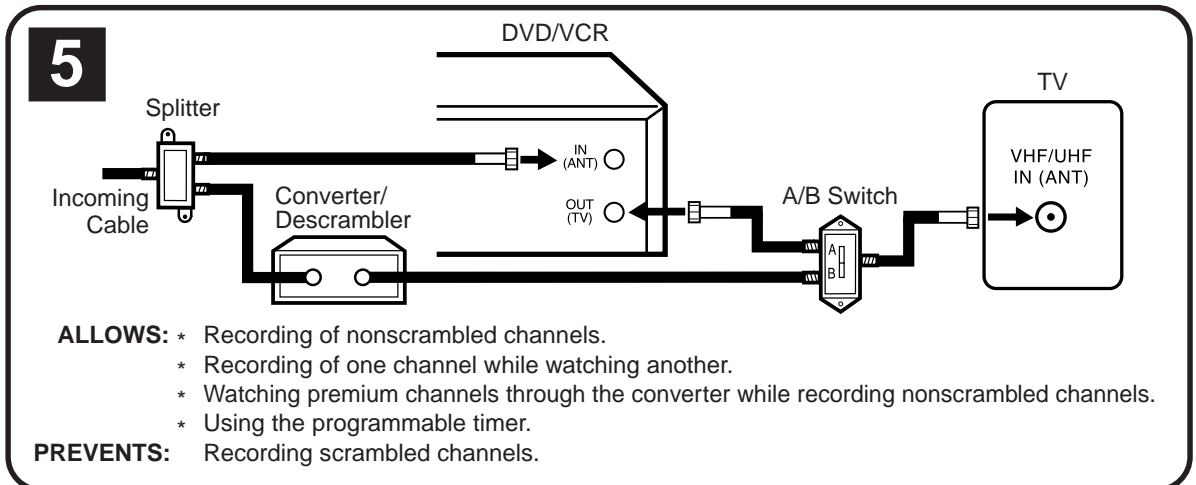 5
DVD/VCR
TV
Splitter
IN
(ANT)
VHF/UHF
IN (ANT)
Incoming
Cable
Converter/
Descrambler
OUT
(TV)
A/B Switch
A
B
ALLOWS: * Recording of nonscrambled channels.
* Recording of one channel while watching another.
* Watching premium channels through the converter while recording nonscrambled channels.
* Using the programmable timer.
PREVENTS: Recording scrambled channels.